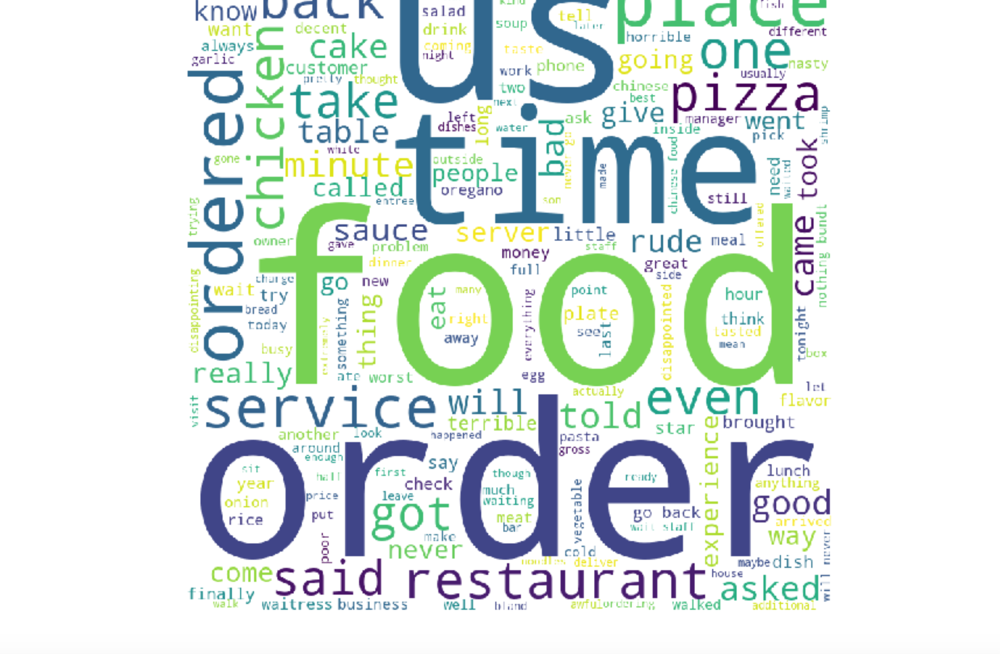 know
back
us
place
salad
kind
tell
fish
want
decent
drink
soup
later
horrible
different
always
cake
coming
taste
going
one
garlic
night
customer
work
phone
nasty
pretty
thought
two
chinese
usually
ordered
chicken
take
next
best
pizza
left
long
ask
give
manager
went
table
dishes
water
bad
inside
pick
white
time
never go
gone
minute
outside
made
chinese food
need
waited
took
people
called
oregano
entree
son
still
trying
food
sauce
server
little
rude
meal
owner
gave
problem
staff
came
nothing bundt
money
dinner
great
full
side
disappointing
charge
go
new
wait
try
eat
many
point
hour
bread
something
thing
right
everything
plate
disappointed
think
today
extremely
away
see
last
tasted
tonight
mean
busy
box
really
ate
worst
egg
let
actually
even
flavor
visit
service
will
told
terrible
star
experience
brought
another
look
happened
pasta
around
gross
enough
order
say
sit
first
though
ready
lunch
year
half
check
anything
much
price
leave
waiting
vegetable
good
onion
got
rice
put
meat
go back
arrived
bar
wait staff
way
poor
make
never
cold
will never
noodles
deliver
maybe
dish
come
said
restaurant
house
asked
finally
walk
waitress
business
well
bland
awful
ordering
walked
additional